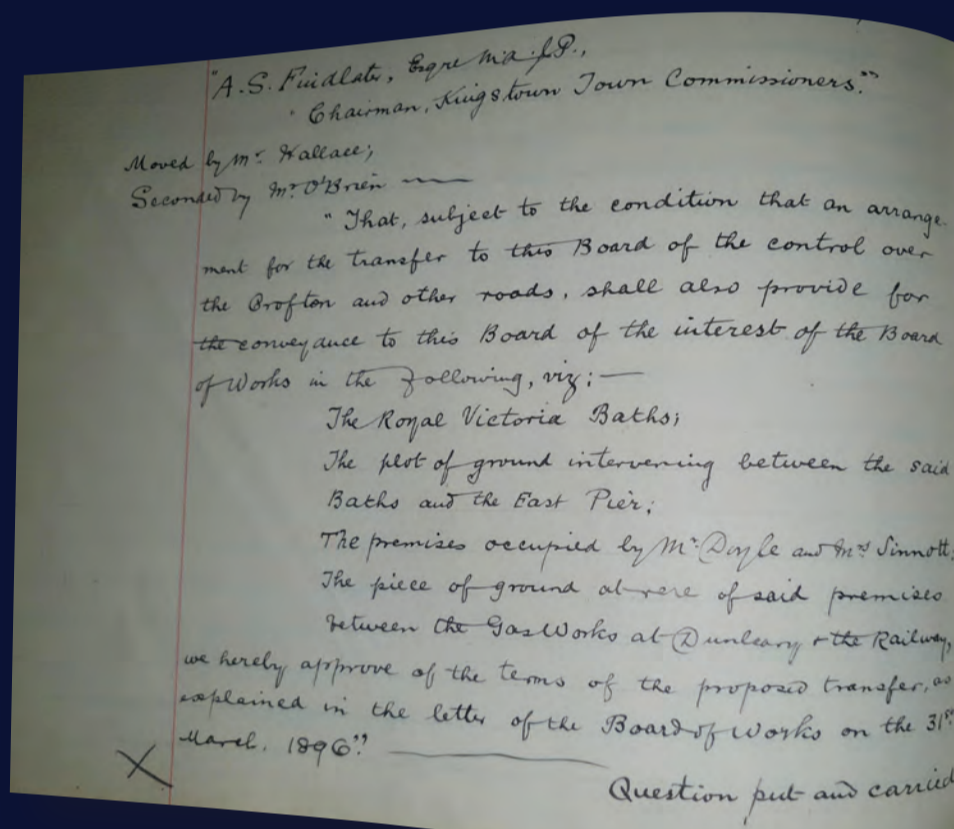 "A.S. Findlater, Esqre M.A. J.P.,
Chairman, Kingstown Town Commissioners."
Moved by Mr. Wallace;
Seconded by Mr. O'Brien
"That, subject to the condition that an arrange-
ment for the transfer to this Board of the control over
the Crofton and other roads, shall also provide for
the conveyance to this Board of the interest of the Board
of Works in the following, viz:—
The Royal Victoria Baths;
The plot of ground intervening between the said
Baths and the East Pier;
The premises occupied by Mr. Doyle and Mrs Sinnott;
The piece of ground at rere of said premises
between the Gas Works at Dunleary & the Railway,
we hereby approve of the terms of the proposed transfer, as
explained in the letter of the Board of Works on the 31st
March, 1896".
Question put and carried